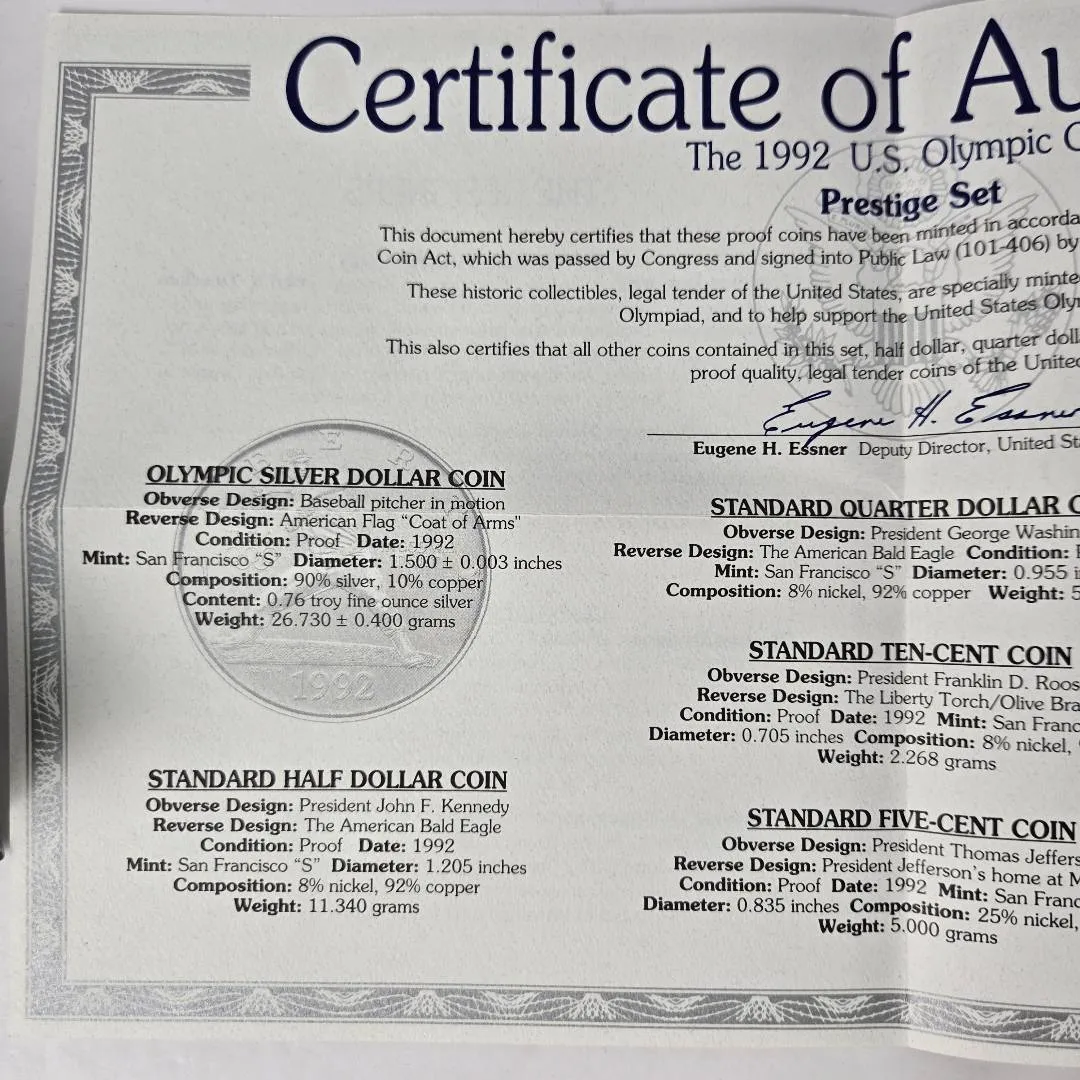 Certificate of Au
The 1992 U.S. Olympic C
Prestige Set
This document hereby certifies that these proof coins have been minted in accorda
Coin Act, which was passed by Congress and signed into Public Law (101-406) by
These historic collectibles, legal tender of the United States, are specially minte
Olympiad, and to help support the United States Olym
This also certifies that all other coins contained in this set, half dollar, quarter doll
proof quality, legal tender coins of the United
Eugene H. Essner
Eugene H. Essner Deputy Director, United St
OLYMPIC SILVER DOLLAR COIN
Obverse Design: Baseball pitcher in motion
Reverse Design: American Flag “Coat of Arms”
Condition: Proof Date: 1992
Mint: San Francisco “S” Diameter: 1.500 ± 0.003 inches
Composition: 90% silver, 10% copper
Content: 0.76 troy fine ounce silver
Weight: 26.730 ± 0.400 grams
1992
STANDARD HALF DOLLAR COIN
Obverse Design: President John F. Kennedy
Reverse Design: The American Bald Eagle
Condition: Proof Date: 1992
Mint: San Francisco “S” Diameter: 1.205 inches
Composition: 8% nickel, 92% copper
Weight: 11.340 grams
STANDARD QUARTER DOLLAR C
Obverse Design: President George Washin
Reverse Design: The American Bald Eagle Condition:
Mint: San Francisco “S” Diameter: 0.955 i
Composition: 8% nickel, 92% copper Weight: 5
STANDARD TEN-CENT COIN
Obverse Design: President Franklin D. Roos
Reverse Design: The Liberty Torch/Olive Bra
Condition: Proof Date: 1992 Mint: San Franc
Diameter: 0.705 inches Composition: 8% nickel,
Weight: 2.268 grams
STANDARD FIVE-CENT COIN
Obverse Design: President Thomas Jeffers
Reverse Design: President Jefferson’s home at M
Condition: Proof Date: 1992 Mint: San Franc
Diameter: 0.835 inches Composition: 25% nickel,
Weight: 5.000 grams